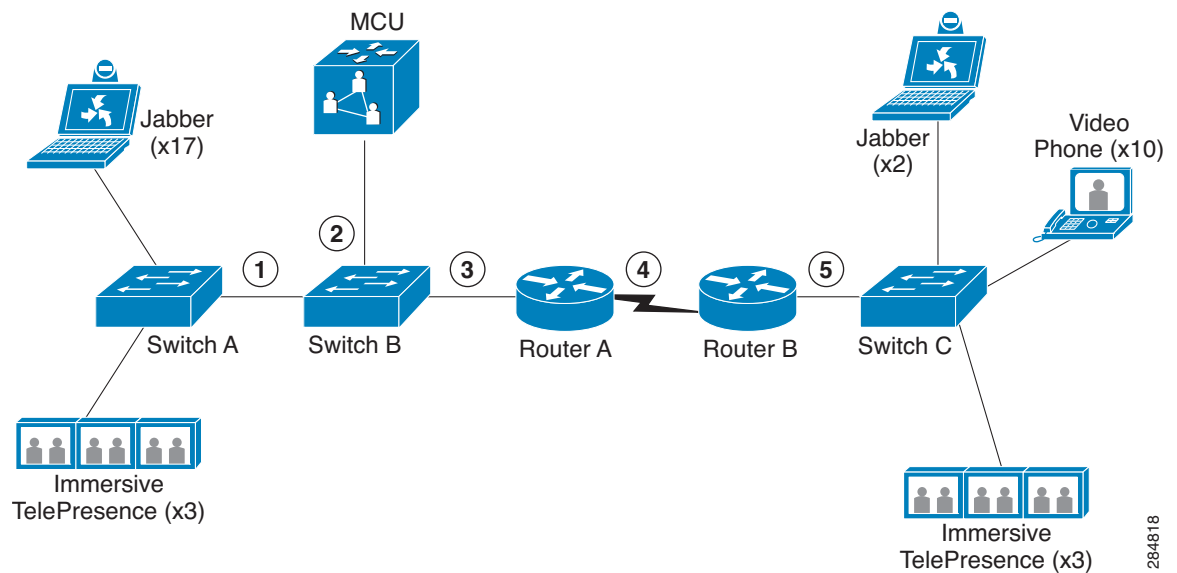 MCU
Jabber
(x17)
Jabber
(x2)
Video
Phone (x10)
2
1
3
4
5
Switch A
Switch B
Router A
Router B
Switch C
Immersive
TelePresence (x3)
Immersive
TelePresence (x3)
284818